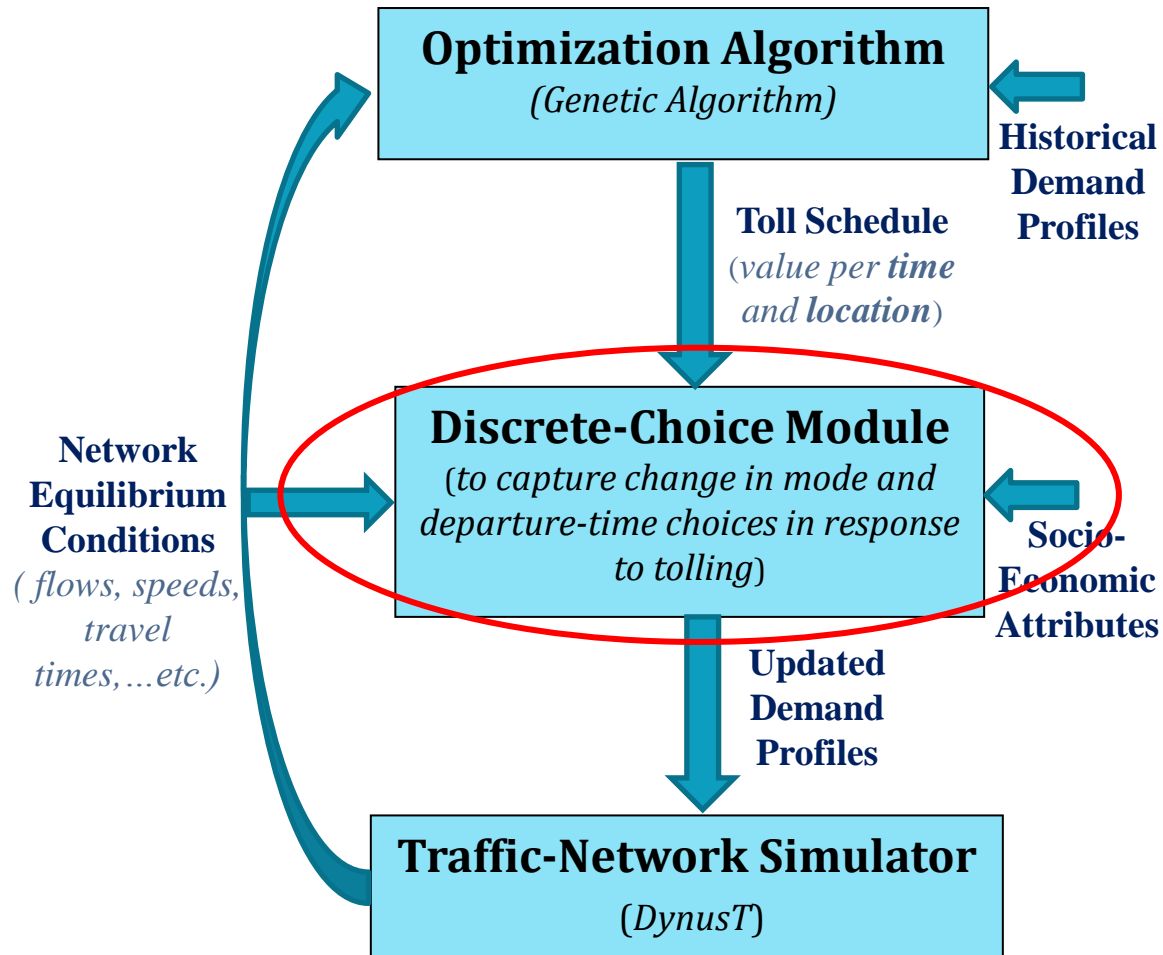 Optimization Algorithm
(Genetic Algorithm)
Historical
Demand
Profiles
Toll Schedule
(value per time
and location)
Discrete-Choice Module
(to capture change in mode and
departure-time choices in response
to tolling)
Network
Equilibrium
Conditions
( flows, speeds,
travel
times,...etc.)
Socio-
Economic
Attributes
Updated
Demand
Profiles
Traffic-Network Simulator
(DynusT)